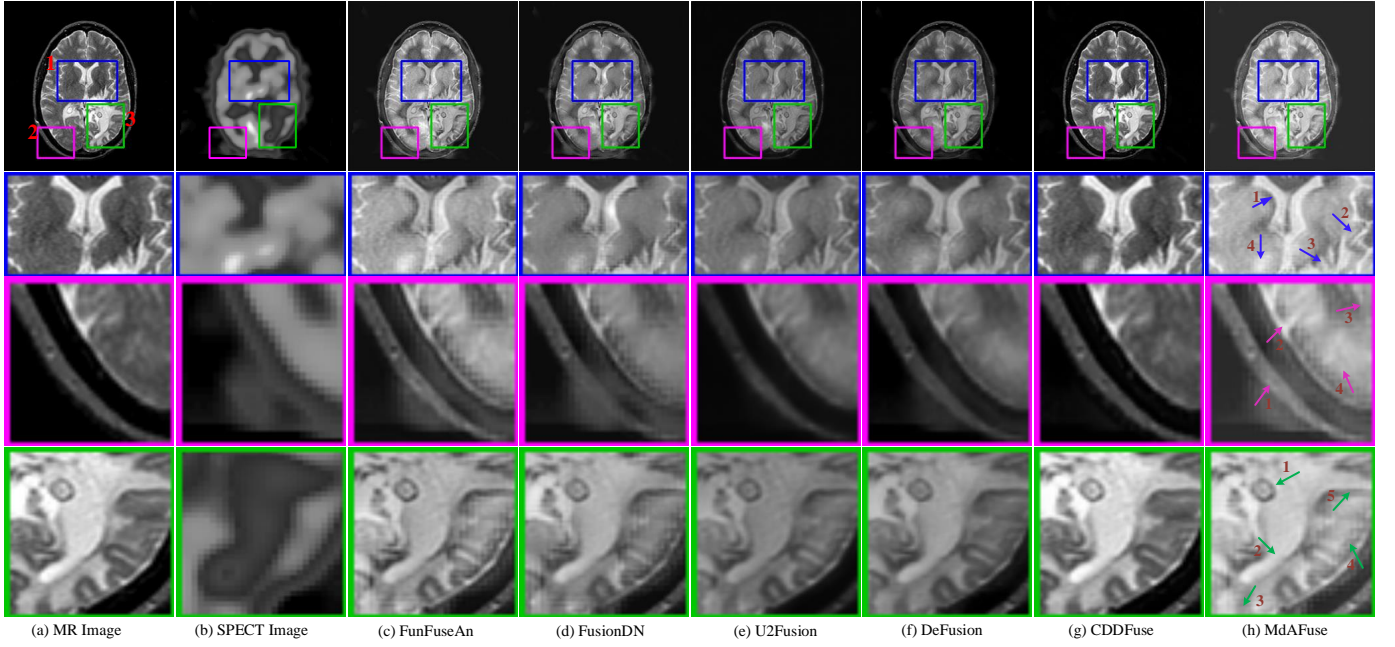 1
2
3
1
2
4
3
3
2
4
1
1
5
2
4
3
(a) MR Image
(b) SPECT Image
(c) FunFuseAn
(d) FusionDN
(e) U2Fusion
(f) DeFusion
(g) CDDFuse
(h) MdAFuse